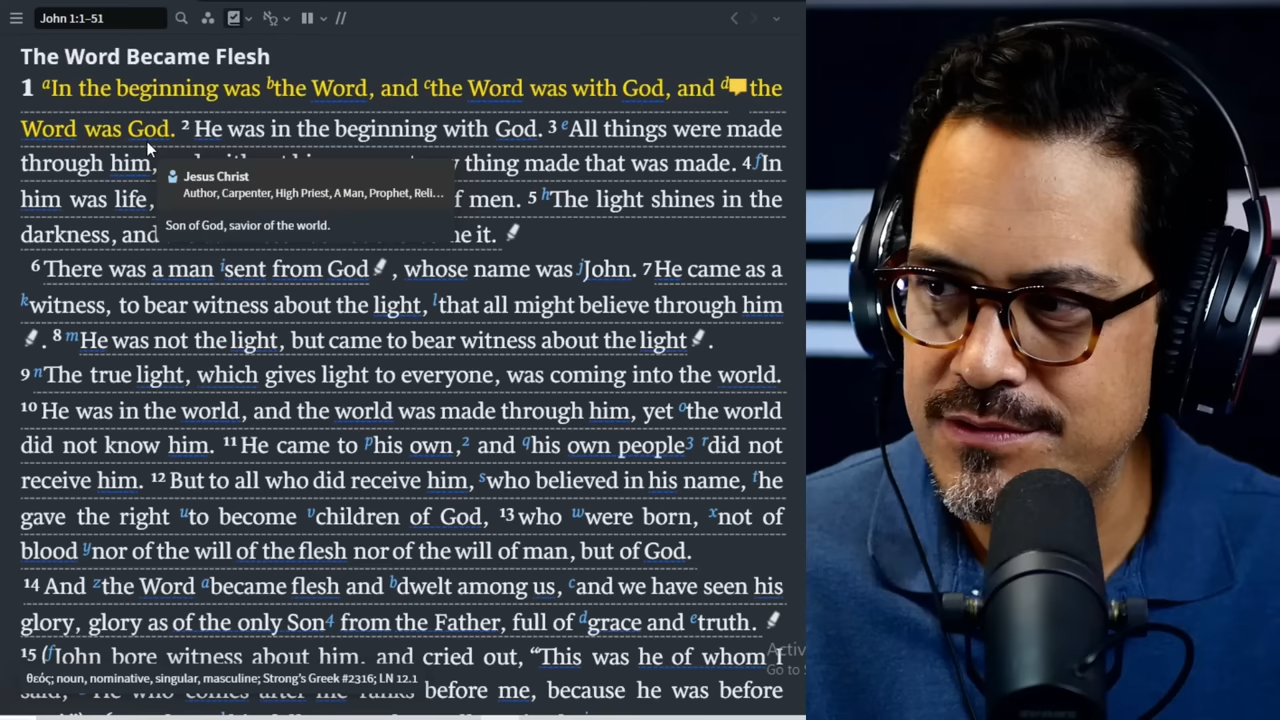 John 1:1–51
The Word Became Flesh
1 aIn the beginning was bthe Word, and cthe Word was with God, and dthe
Word was God. 2 He was in the beginning with God. 3 eAll things were made
through him, thing made that was made. 4 fIn
Jesus Christ
Author, Carpenter, High Priest, A Man, Prophet, Reli...
him was life, f men. 5 hThe light shines in the
Son of God, savior of the world.
darkness, and me it.
6 There was a man isent from God , whose name was jJohn. 7 He came as a
kwitness, to bear witness about the light, lthat all might believe through him
. 8 mHe was not the light, but came to bear witness about the light .
9 nThe true light, which gives light to everyone, was coming into the world.
10 He was in the world, and the world was made through him, yet othe world
did not know him. 11 He came to phis own,2 and qhis own people3 rdid not
receive him. 12 But to all who did receive him, swho believed in his name, the
gave the right uto become vchildren of God, 13 who wwere born, xnot of
blood ynor of the will of the flesh nor of the will of man, but of God.
14 And zthe Word abecame flesh and bdwelt among us, cand we have seen his
glory, glory as of the only Son4 from the Father, full of dgrace and etruth.
15 (fJohn bore witness about him, and cried out, “This was he of whom I
θεός; noun, nominative, singular, masculine; Strong's Greek #2316; LN 12.1
said, He who comes after me ranks before me, because he was before
Activ
Go to S